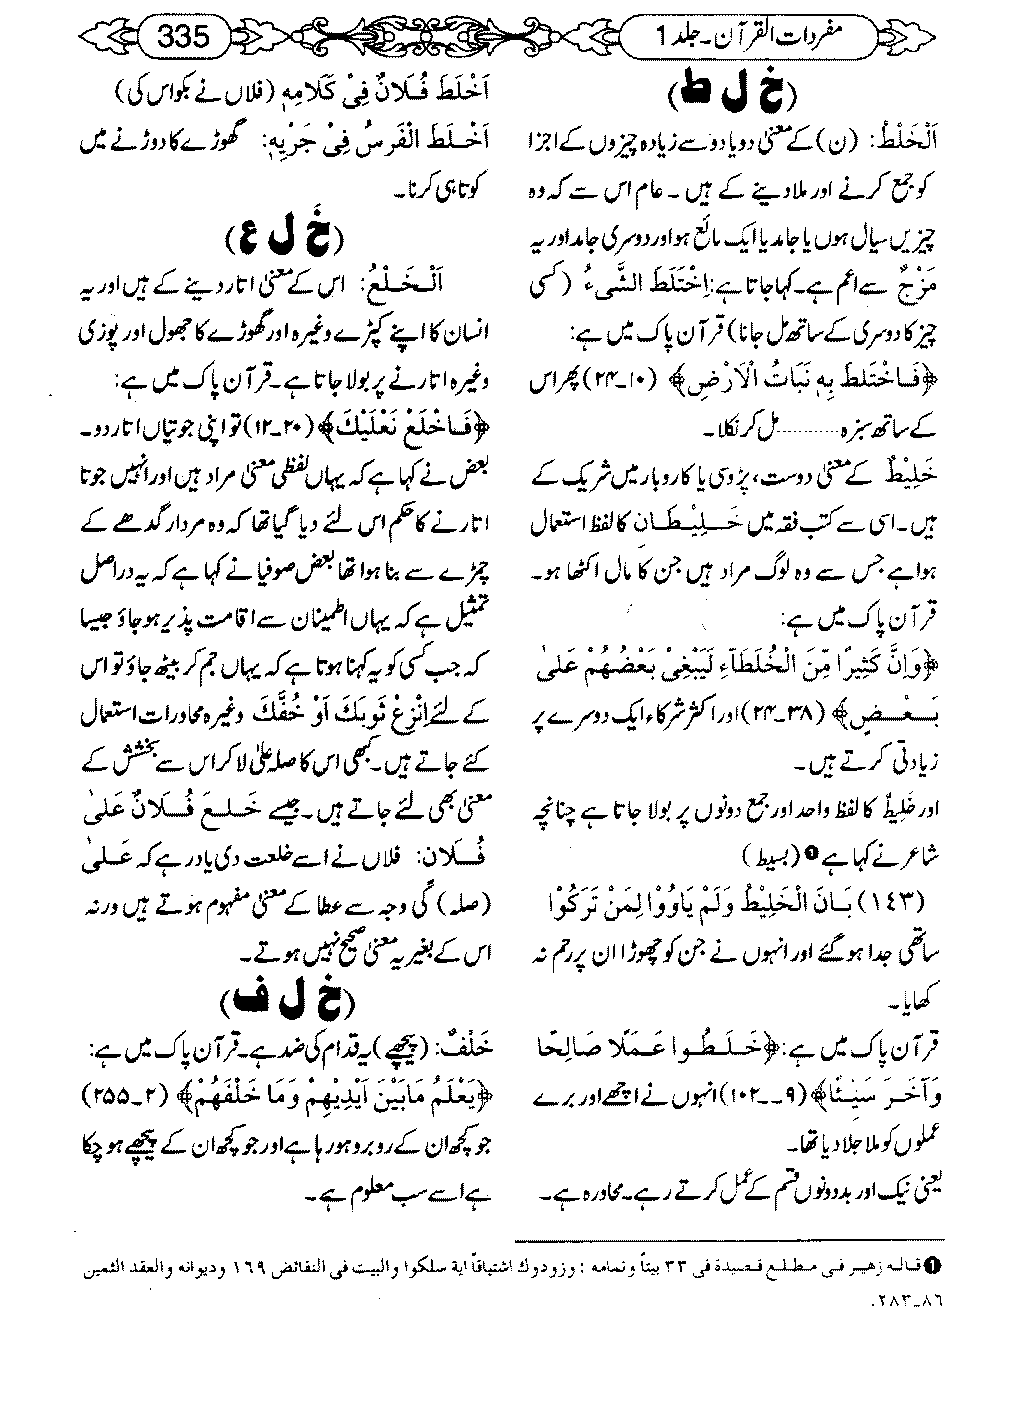 مفردات القرآن۔ جلد 1
335
(خ ل ط)
اَلْخَلْطُ: (ن) کے معنی دو یا دو سے زیادہ چیزوں کے اجزا
کو جمع کرنے اور ملا دینے کے ہیں۔ عام اس سے کہ وہ
چیزیں سیال ہوں یا جامد یا ایک مائع ہو اور دوسری جامد اور یہ
مَزْجٌ سے اعم ہے۔ کہا جاتا ہے: اِخْتَلَطَ الشَّیءُ (کسی
چیز کا دوسری کے ساتھ مل جانا) قرآن پاک میں ہے:
﴿فَاخْتَلَطَ بِهٖ نَبَاتُ الْاَرْضِ﴾ (۱۰۔۲۴) پھر اس
کے ساتھ سبزہ............مل کر نکلا۔
خَلِیْطٌ کے معنی دوست، پڑوسی یا کاروبار میں شریک کے
ہیں۔ اسی سے کتب فقہ میں خَلِیْطَان کا لفظ استعمال
ہوا ہے جس سے وہ لوگ مراد ہیں جن کا مال اکٹھا ہو۔
قرآن پاک میں ہے:
﴿وَاِنَّ كَثِیْرًا مِّنَ الْخُلَطَآءِ لَیَبْغِیْ بَعْضُهُمْ عَلٰی
بَعْضٍ﴾ (۳۸۔۲۴) اور اکثر شرکاء ایک دوسرے پر
زیادتی کرتے ہیں۔
اور خَلِیطٌ کا لفظ واحد اور جمع دونوں پر بولا جاتا ہے چنانچہ
شاعر نے کہا ہے❶ (بسیط)
(۱٤۳) بَانَ الْخَلِیْطُ وَلَمْ یَاوُوْا لِمَنْ تَرَكُوْا
ساتھی جدا ہو گئے اور انہوں نے جن کو چھوڑا ان پر رحم نہ
کھایا۔
قرآن پاک میں ہے: ﴿خَلَطُوا عَمَلًا صَالِحًا
وَآخَرَ سَیِّئًا﴾ (۹۔۱۰۲) انہوں نے اچھے اور برے
عملوں کو ملا جلا دیا تھا۔
یعنی نیک اور بد دونوں قسم کے عمل کرتے رہے۔ محاورہ ہے۔
اَخْلَطَ فُلَانٌ فِیْ كَلَامِهٖ (فلاں نے بکواس کی)
اَخْلَطَ الْفَرَسُ فِیْ جَرْیِهٖ: گھوڑے کا دوڑنے میں
کوتاہی کرنا۔
(خَ ل ع)
اَلْخَلْعُ: اس کے معنی اتار دینے کے ہیں اور یہ
انسان کا اپنے کپڑے وغیرہ اور گھوڑے کا جھول اور پوزی
وغیرہ اتارنے پر بولا جاتا ہے۔ قرآن پاک میں ہے:
﴿فَاخْلَعْ نَعْلَیْكَ﴾ (۲۰۔۱۲) تو اپنی جوتیاں اتار دو۔
بعض نے کہا ہے کہ یہاں لفظی معنی مراد ہیں اور انہیں جوتا
اتارنے کا حکم اس لئے دیا گیا تھا کہ وہ مردار گدھے کے
چمڑے سے بنا ہوا تھا بعض صوفیا نے کہا ہے کہ یہ دراصل
تمثیل ہے کہ یہاں اطمینان سے اقامت پذیر ہو جاؤ جیسا
کہ جب کسی کو یہ کہنا ہوتا ہے کہ یہاں جم کر بیٹھ جاؤ تو اس
کے لئے اِنْزِعْ ثَوْبَكَ اَوْ خُفَّكَ وغیرہ محاورات استعمال
کئے جاتے ہیں۔ کبھی اس کا صلہ علیٰ لا کر اس سے بخشش کے
معنی بھی لئے جاتے ہیں۔ جیسے خَلَعَ فُلَانٌ عَلٰی
فُلَان: فلاں نے اسے خلعت دی یاد رہے کہ عَلٰی
(صلہ) کی وجہ سے عطا کے معنی مفہوم ہوتے ہیں ورنہ
اس کے بغیر یہ معنی صحیح نہیں ہوتے۔
(خ ل ف)
خَلْفٌ: (پیچھے) یہ قدام کی ضد ہے۔ قرآن پاک میں ہے:
﴿یَعْلَمُ مَابَیْنَ اَیْدِیْهِمْ وَمَا خَلْفَهُمْ﴾ (۲۔۲۵۵)
جو کچھ ان کے روبرو ہو رہا ہے اور جو کچھ ان کے پیچھے ہو چکا
ہے اسے سب معلوم ہے۔
❶ قاله زهیر فی مطلع قصیدة فی ۳۳ بیتاً وتمامه: وزودوك اشتیاقاً ایة سلكوا والبیت فی النقائض ۱٦۹ ودیوانه والعقد الثمین
۸٦۔۲۸۳.